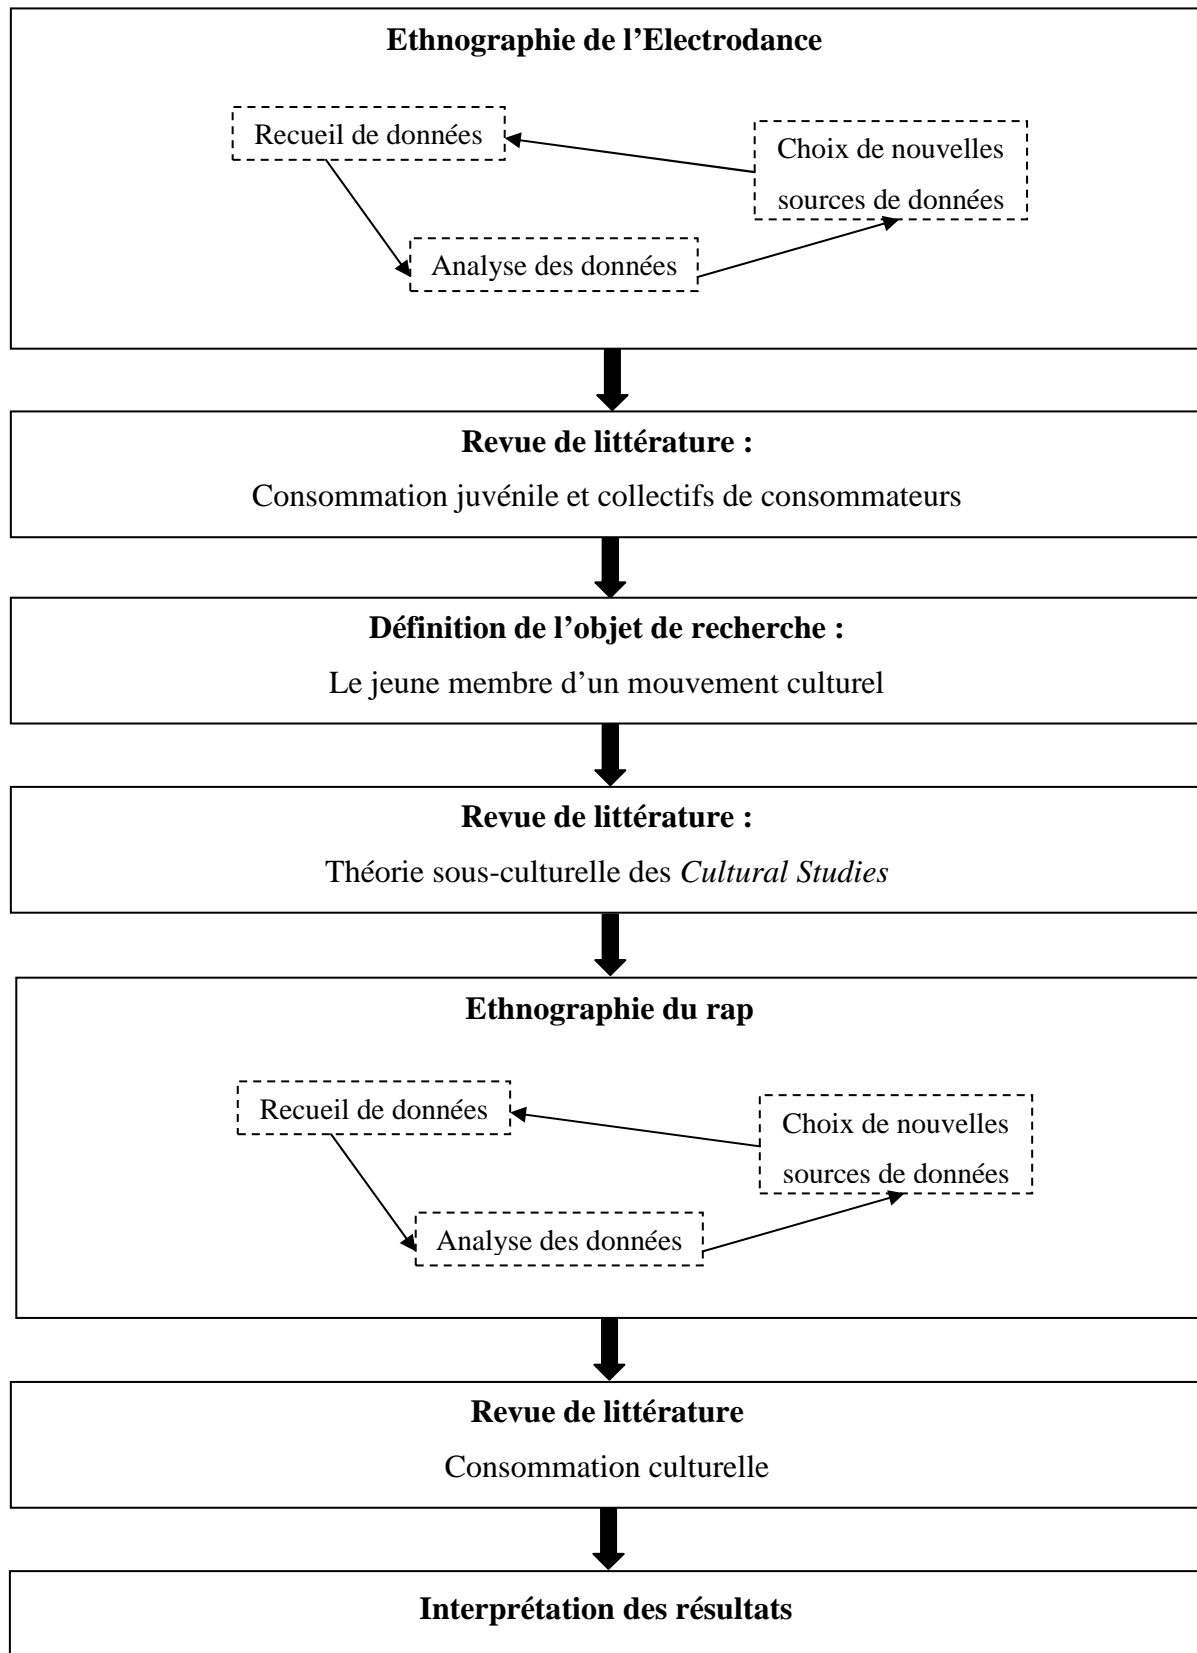 Ethnographie de l’Electrodance
Recueil de données
Choix de nouvelles
sources de données
Analyse des données
Revue de littérature :
Consommation juvénile et collectifs de consommateurs
Définition de l’objet de recherche :
Le jeune membre d’un mouvement culturel
Revue de littérature :
Théorie sous-culturelle des Cultural Studies
Ethnographie du rap
Recueil de données
Choix de nouvelles
sources de données
Analyse des données
Revue de littérature
Consommation culturelle
Interprétation des résultats